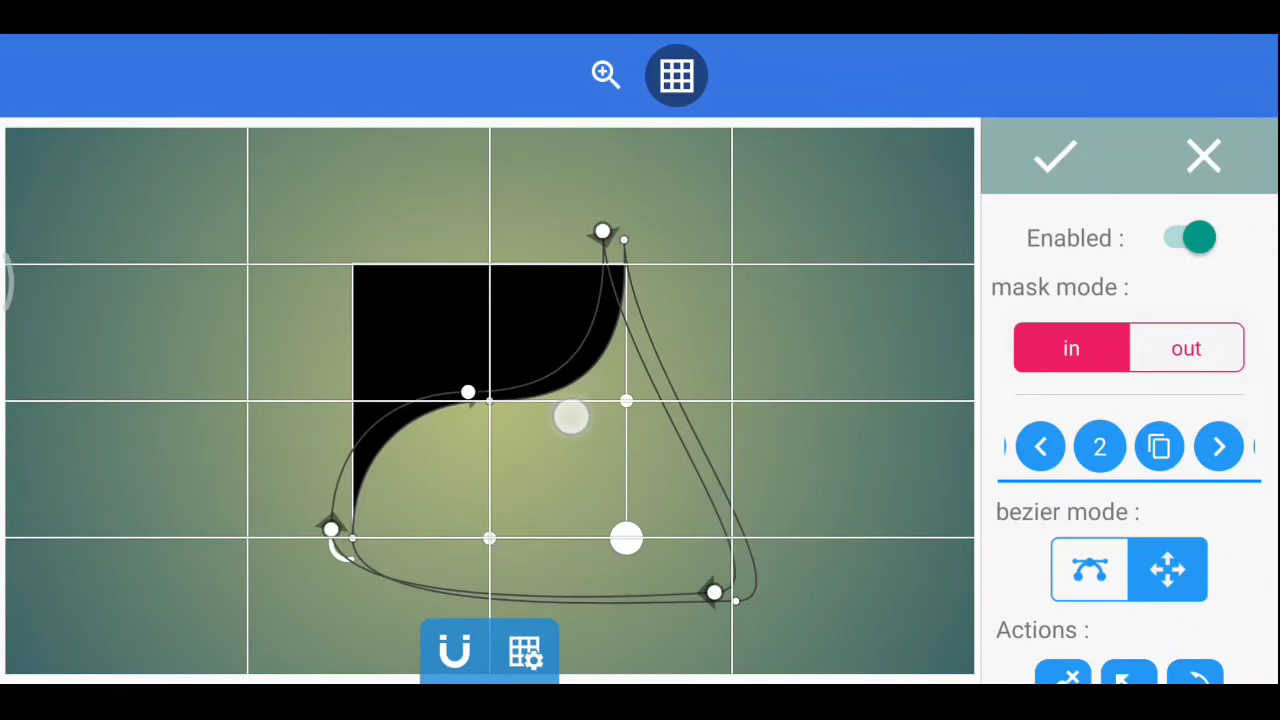 Enabled :
mask mode :
in out
2
bezier mode :
Actions :